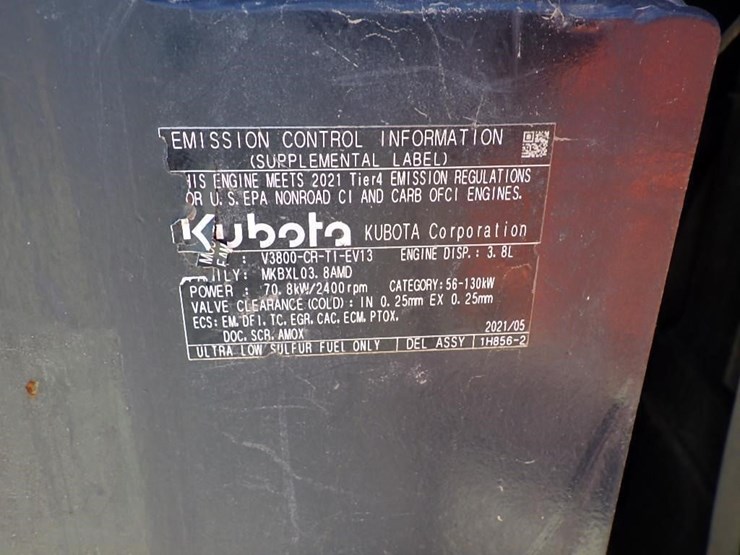 EMISSION CONTROL INFORMATION
(SUPPLEMENTAL LABEL)
HIS ENGINE MEETS 2021 Tier4 EMISSION REGULATIONS
OR U.S. EPA NONROAD CI AND CARB OFCI ENGINES.
Kubota KUBOTA Corporation
: V3800-CR-TI-EV13 ENGINE DISP.: 3.8L
ILY: MKBXL03.8AMD
POWER : 70.8kW/2400rpm CATEGORY:56-130kW
VALVE CLEARANCE (COLD): IN 0.25mm EX 0.25mm
ECS: EM, DFI, TC, EGR, CAC, ECM, PTOX,
DOC, SCR, AMOX 2021/05
ULTRA LOW SULFUR FUEL ONLY DEL ASSY 1H856-2